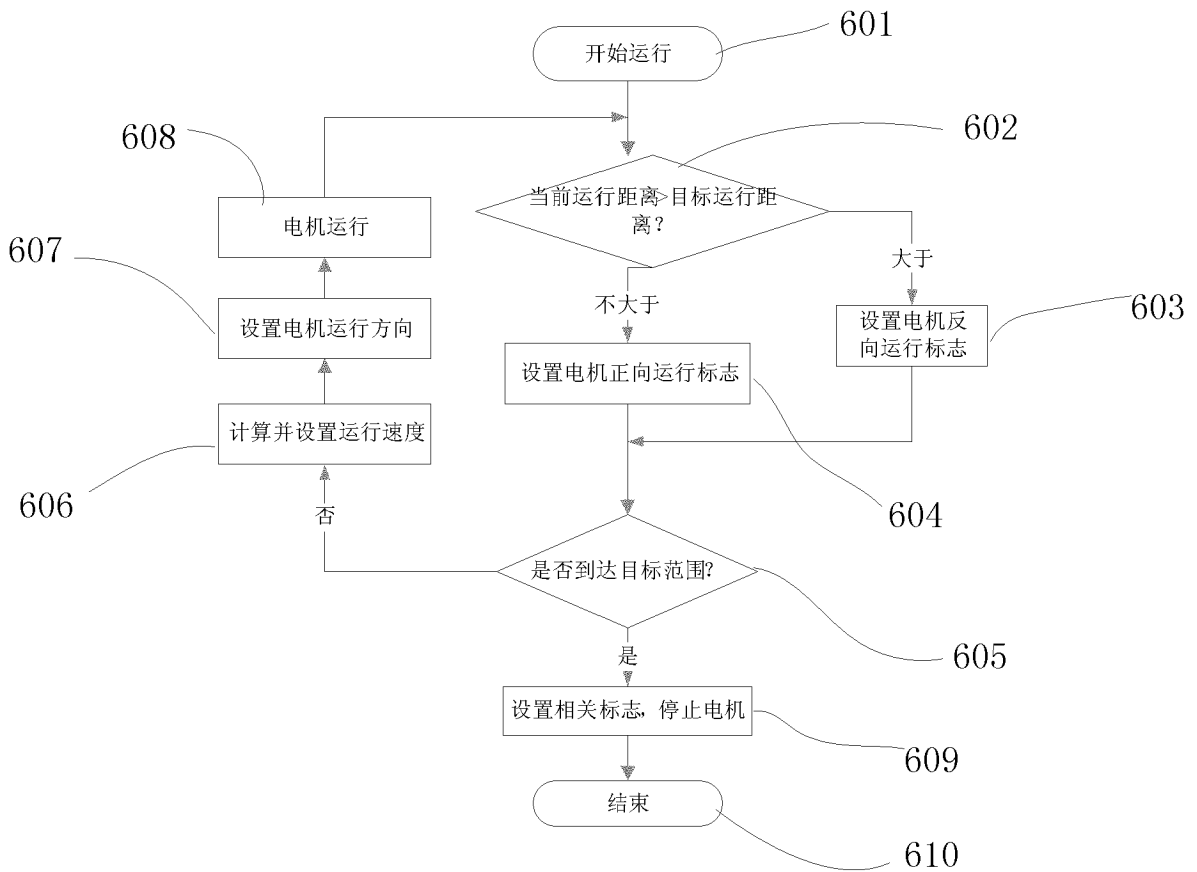 开始运行
601
602
608
当前运行距离>目标运行距
离?
电机运行
607
大于
不大于
603
设置电机运行方向
设置电机反
向运行标志
设置电机正向运行标志
计算并设置运行速度
606
604
否
是否到达目标范围?
605
是
设置相关标志,停止电机
609
结束
610